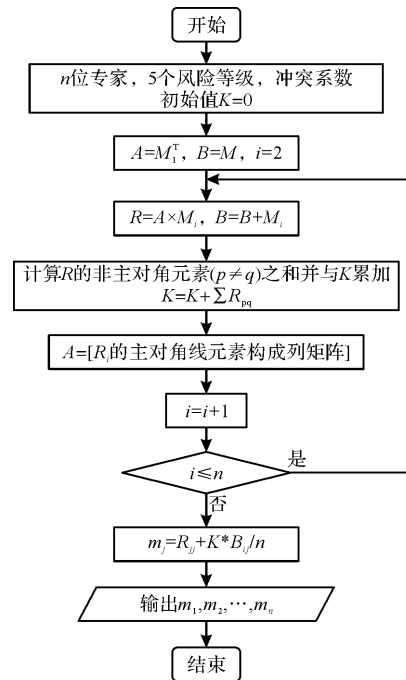 开始
n位专家，5个风险等级，冲突系数
初始值K=0
A=M₁ᵀ，B=M，i=2
R=A×Mᵢ，B=B+Mᵢ
计算R的非主对角元素(p≠q)之和并与K累加
K=K+∑Rpq
A=[Rᵢ的主对角线元素构成列矩阵]
i=i+1
i≤n
是
否
mⱼ=Rⱼⱼ+K*Bᵢⱼ/n
输出m₁,m₂,⋯,mₙ
结束